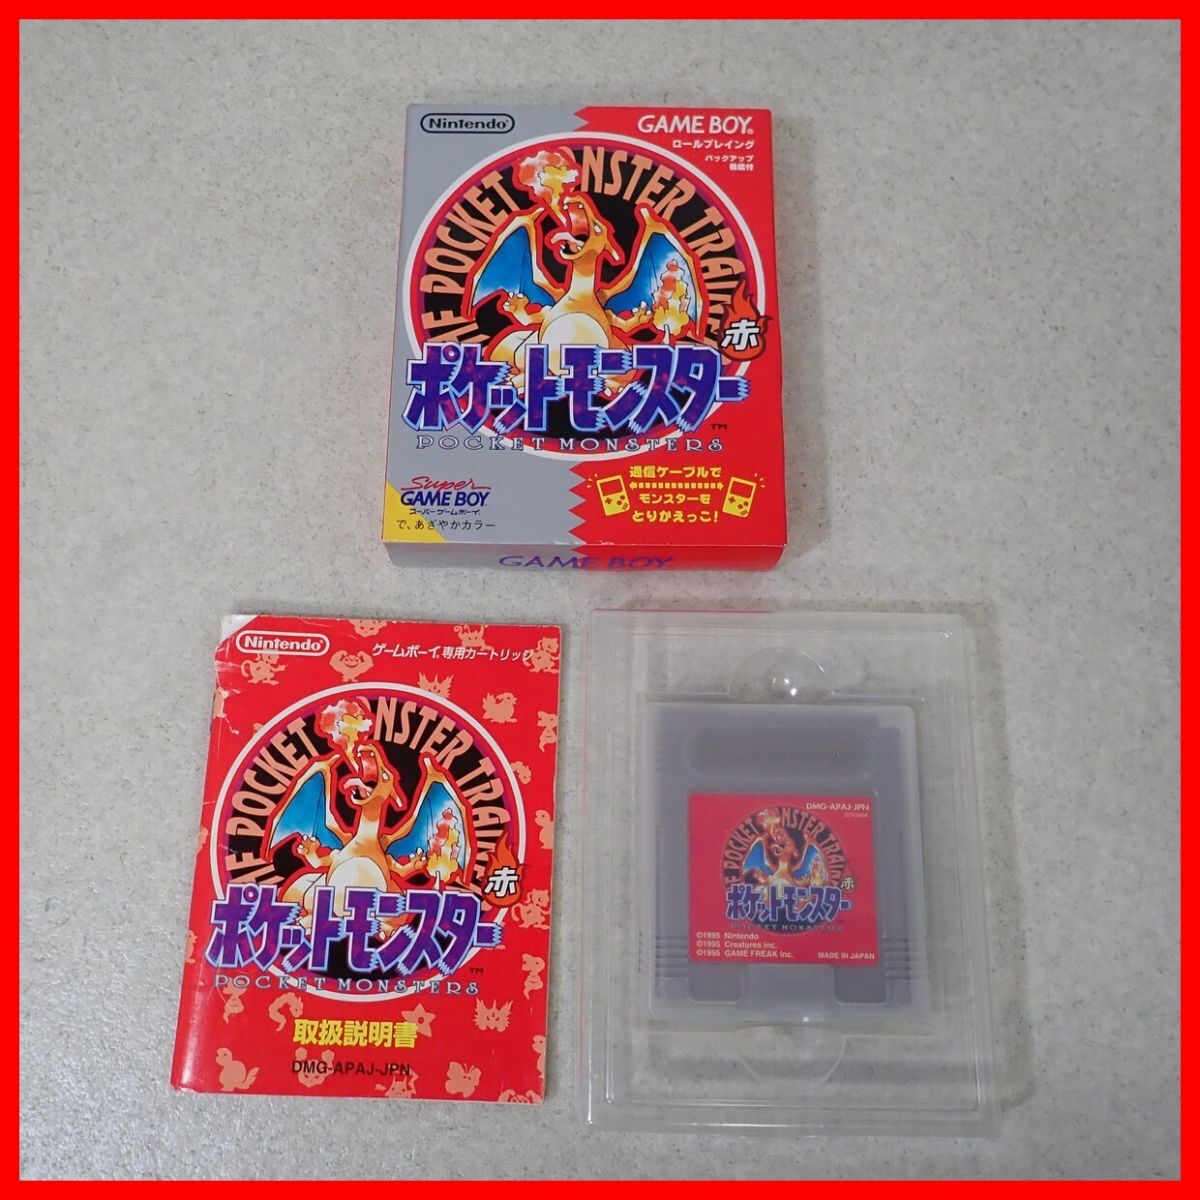 Nintendo
GAME BOY
ロールプレイング
バックアップ
機能付
THE POCKET MONSTER TRAINER
赤
ポケットモンスター
™
POCKET MONSTERS
Super
GAME BOY
スーパーゲームボーイ
で、あざやかカラー
通信ケーブルで
モンスターを
とりかえっこ!
GAME BOY
Nintendo
ゲームボーイ専用カートリッジ
THE POCKET MONSTER TRAINER
赤
ポケットモンスター
™
POCKET MONSTERS
取扱説明書
DMG-APAJ-JPN
DMG-APAJ-JPN
THE POCKET MONSTER TRAINER
赤
ポケットモンスター
POCKET MONSTERS
©1995 Nintendo
©1995 Creatures inc.
©1995 GAME FREAK inc.
MADE IN JAPAN